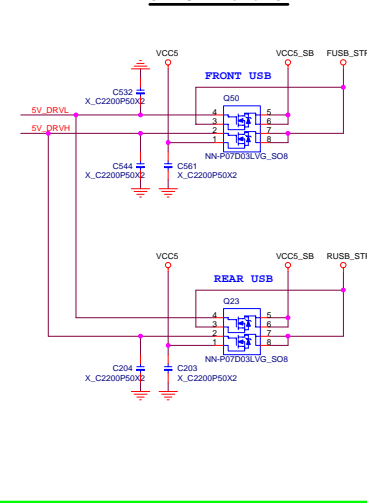 VCC5 VCC5_SB FUSB_STR
FRONT USB
C532
X_C2200P50X2
Q50
5V_DRVL
4 5
3 6
5V_DRVH
2 7
1 8
C544
X_C2200P50X2
C561
X_C2200P50X2
NN-P07D03LVG_SO8
VCC5 VCC5_SB RUSB_STR
REAR USB
Q23
4 5
3 6
2 7
1 8
NN-P07D03LVG_SO8
C204
X_C2200P50X2
C203
X_C2200P50X2